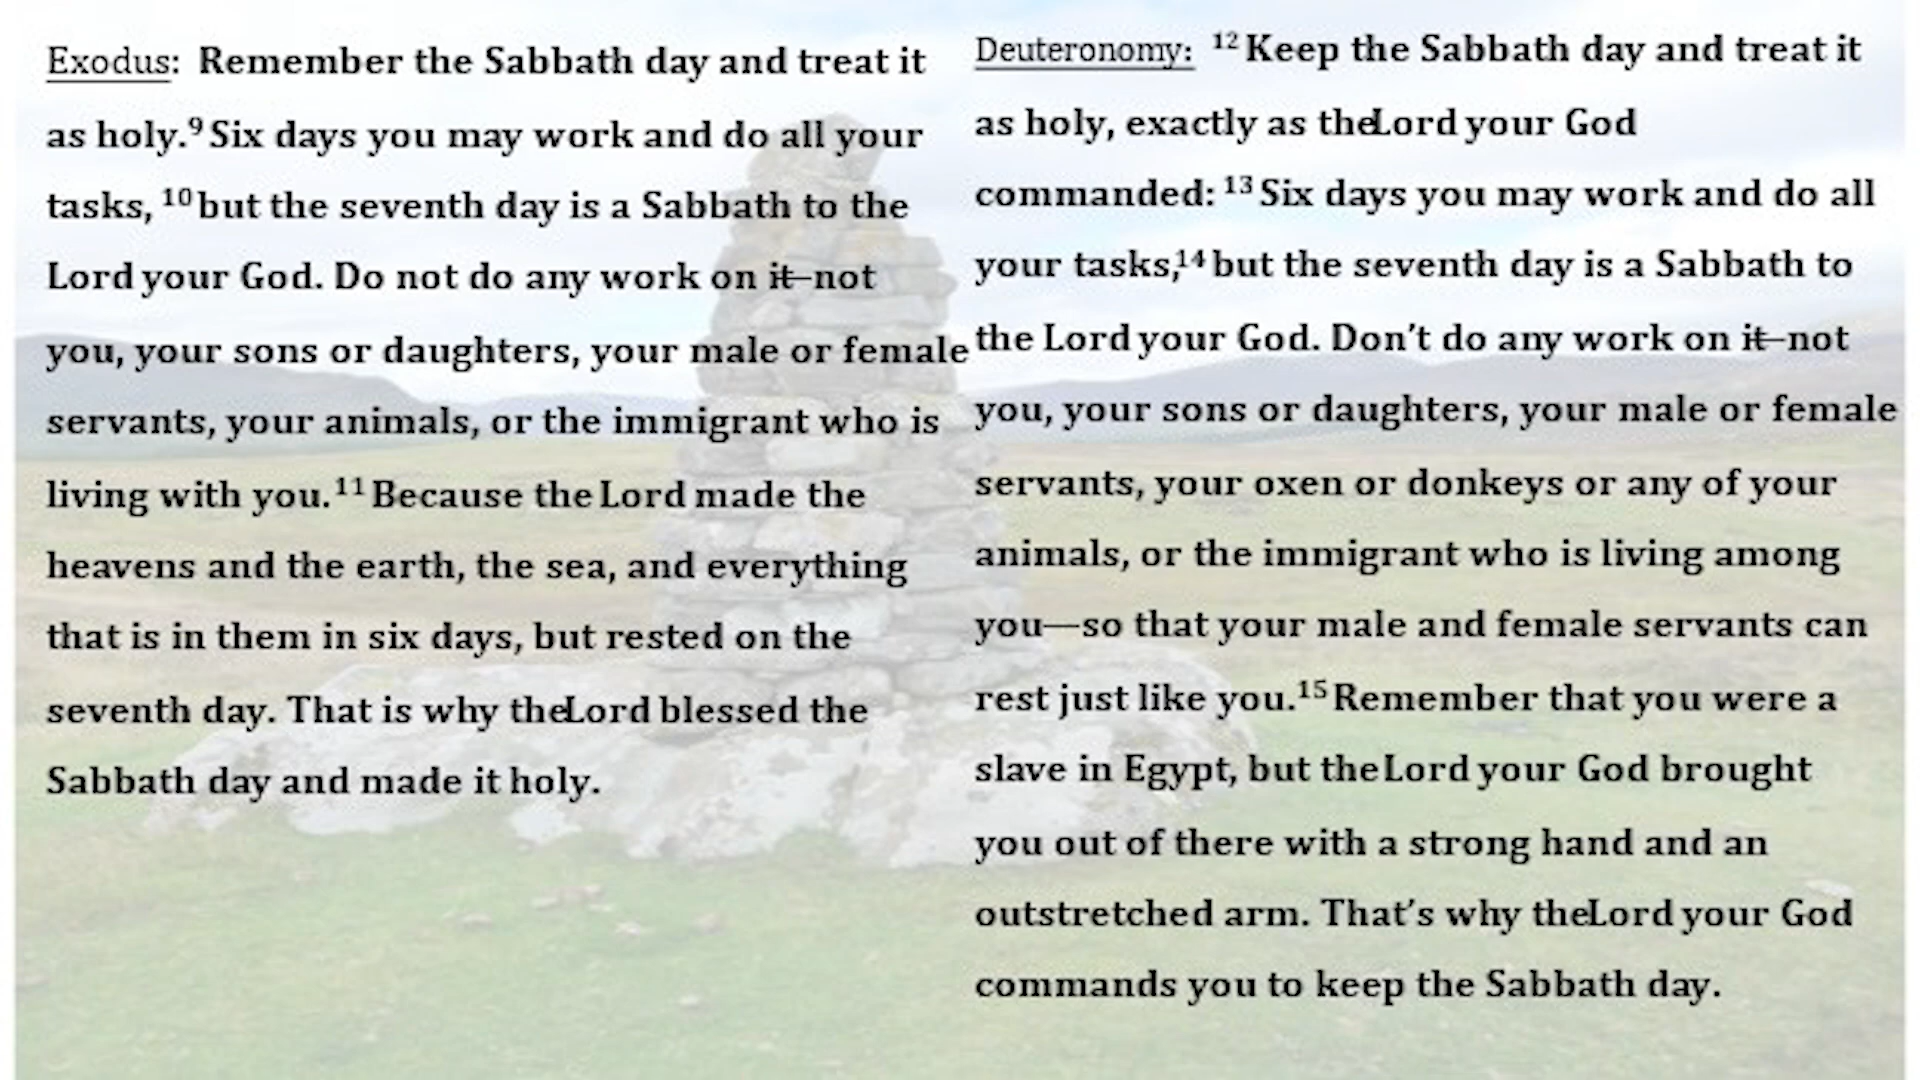 Exodus: Remember the Sabbath day and treat it
as holy.⁹ Six days you may work and do all your
tasks, ¹⁰ but the seventh day is a Sabbath to the
Lord your God. Do not do any work on it—not
you, your sons or daughters, your male or female
servants, your animals, or the immigrant who is
living with you.¹¹ Because the Lord made the
heavens and the earth, the sea, and everything
that is in them in six days, but rested on the
seventh day. That is why the Lord blessed the
Sabbath day and made it holy.
Deuteronomy: ¹² Keep the Sabbath day and treat it
as holy, exactly as the Lord your God
commanded: ¹³ Six days you may work and do all
your tasks,¹⁴ but the seventh day is a Sabbath to
the Lord your God. Don’t do any work on it—not
you, your sons or daughters, your male or female
servants, your oxen or donkeys or any of your
animals, or the immigrant who is living among
you—so that your male and female servants can
rest just like you.¹⁵ Remember that you were a
slave in Egypt, but the Lord your God brought
you out of there with a strong hand and an
outstretched arm. That’s why the Lord your God
commands you to keep the Sabbath day.